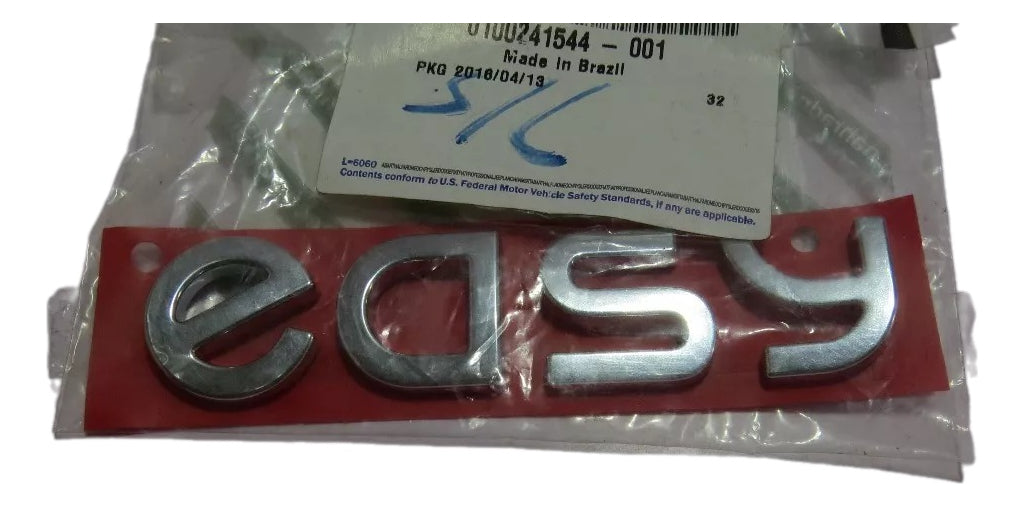 0100241544 - 001
Made In Brazil
PKG 2016/04/13
32
L-6060
Contents conform to U.S. Federal Motor Vehicle Safety Standards, if any are applicable.
easy